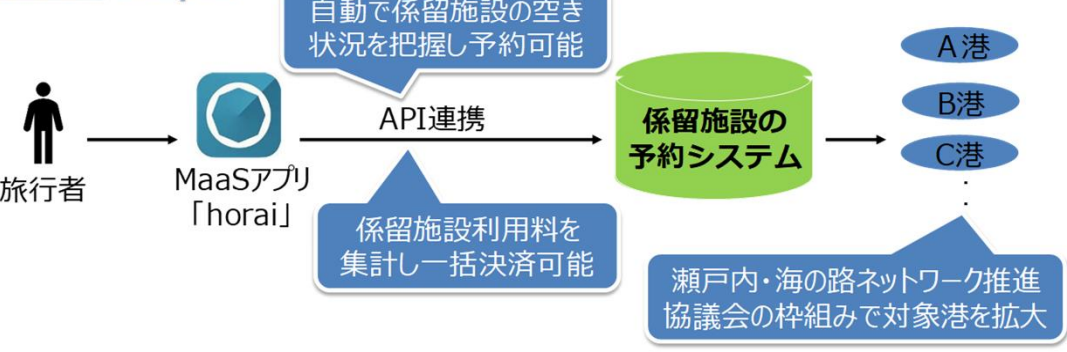 自動で係留施設の空き
状況を把握し予約可能
旅行者
MaaSアプリ
「horai」
API連携
係留施設利用料を
集計し一括決済可能
係留施設の
予約システム
A港
B港
C港
瀬戸内・海の路ネットワーク推進
協議会の枠組みで対象港を拡大